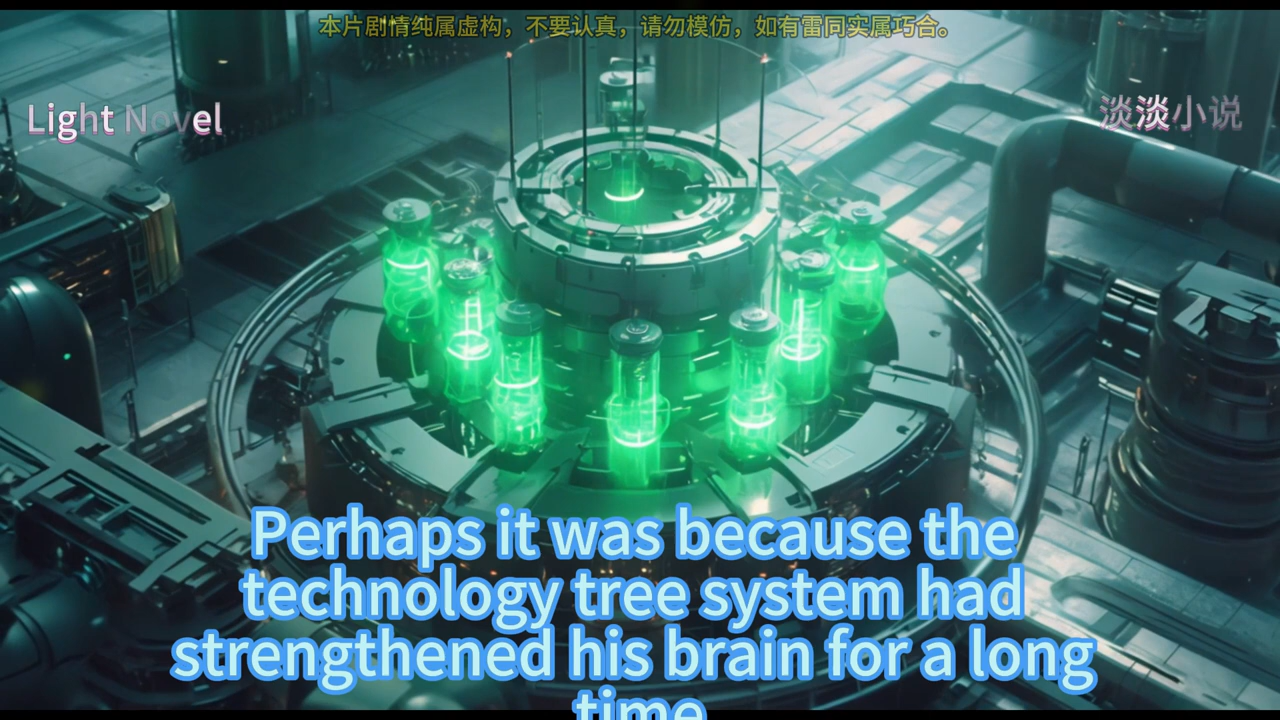 本片剧情纯属虚构，不要认真，请勿模仿，如有雷同实属巧合。
Light Novel
淡淡小说
Perhaps it was because the
technology tree system had
strengthened his brain for a long
time